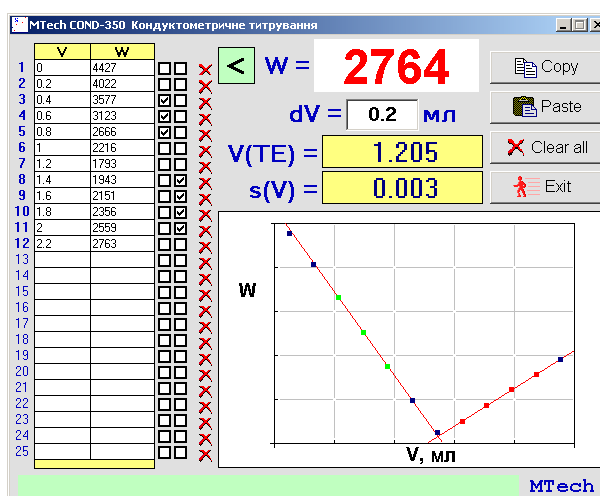 MTech COND-350 Кондуктометричне титрування
V W
1 0 4427
2 0.2 4022
3 0.4 3577
4 0.6 3123
5 0.8 2666
6 1 2216
7 1.2 1793
8 1.4 1943
9 1.6 2151
10 1.8 2356
11 2 2559
12 2.2 2763
13
14
15
16
17
18
19
20
21
22
23
24
25
< W = 2764
dV = 0.2 мл
V(TE) = 1.205
s(V) = 0.003
Copy
Paste
Clear all
Exit
W
V, мл
MTech